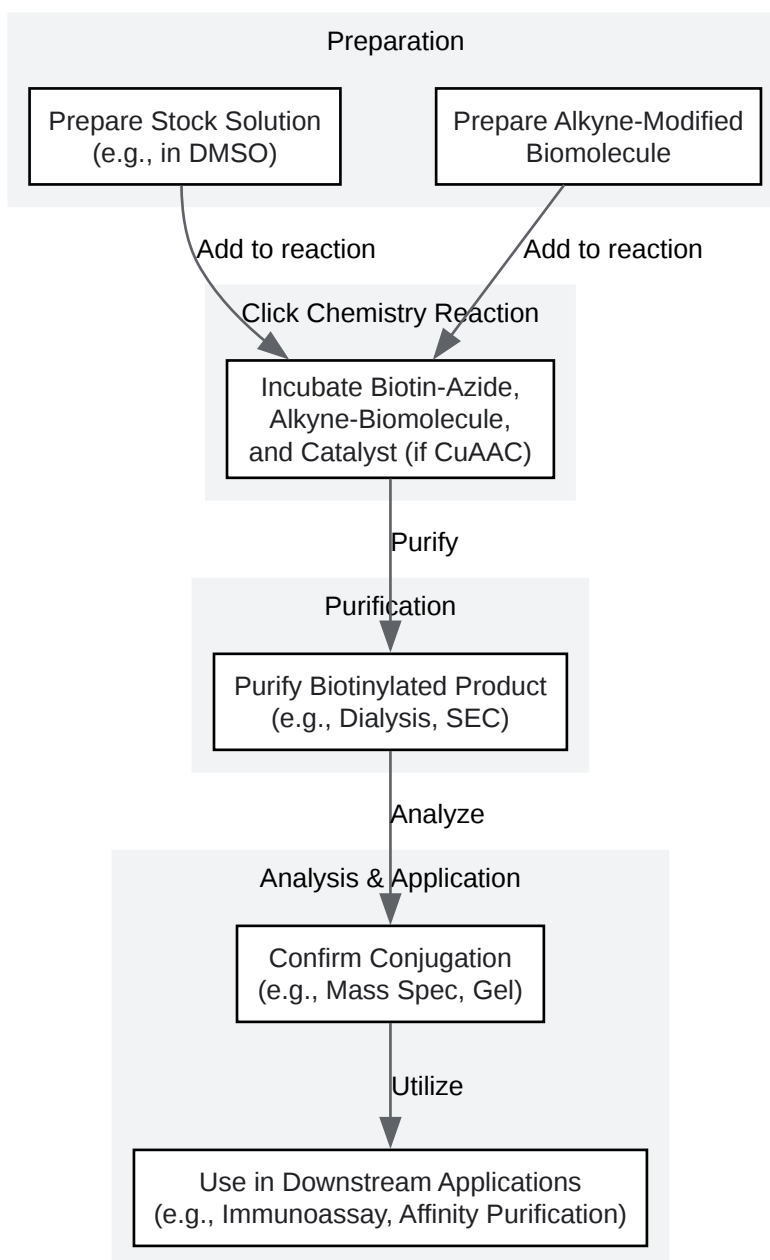 Preparation
Prepare Stock Solution
(e.g., in DMSO)
Prepare Alkyne-Modified
Biomolecule
Add to reaction
Add to reaction
Click Chemistry Reaction
Incubate Biotin-Azide,
Alkyne-Biomolecule,
and Catalyst (if CuAAC)
Purify
Purification
Purify Biotinylated Product
(e.g., Dialysis, SEC)
Analyze
Analysis & Application
Confirm Conjugation
(e.g., Mass Spec, Gel)
Utilize
Use in Downstream Applications
(e.g., Immunoassay, Affinity Purification)